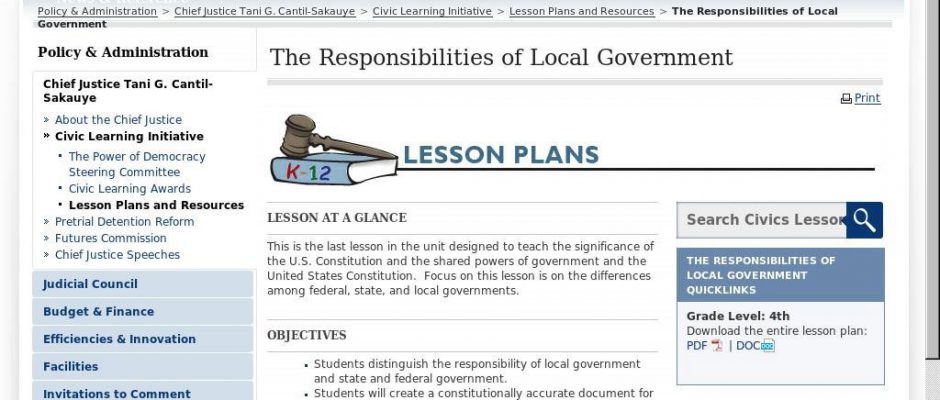 Policy & Administration > Chief Justice Tani G. Cantil-Sakauye > Civic Learning Initiative > Lesson Plans and Resources > The Responsibilities of Local
Government
Policy & Administration
Chief Justice Tani G. Cantil-
Sakauye
» About the Chief Justice
» Civic Learning Initiative
• The Power of Democracy
Steering Committee
• Civic Learning Awards
• Lesson Plans and Resources
» Pretrial Detention Reform
» Futures Commission
» Chief Justice Speeches
Judicial Council
Budget & Finance
Efficiencies & Innovation
Facilities
Invitations to Comment
The Responsibilities of Local Government
Print
K-12
LESSON PLANS
LESSON AT A GLANCE
This is the last lesson in the unit designed to teach the significance of
the U.S. Constitution and the shared powers of government and the
United States Constitution.  Focus on this lesson is on the differences
among federal, state, and local governments.
OBJECTIVES
▪ Students distinguish the responsibility of local government
and state and federal government.
▪ Students will create a constitutionally accurate document for
Search Civics Lesson
THE RESPONSIBILITIES OF
LOCAL GOVERNMENT
QUICKLINKS
Grade Level: 4th
Download the entire lesson plan:
PDF | DOC